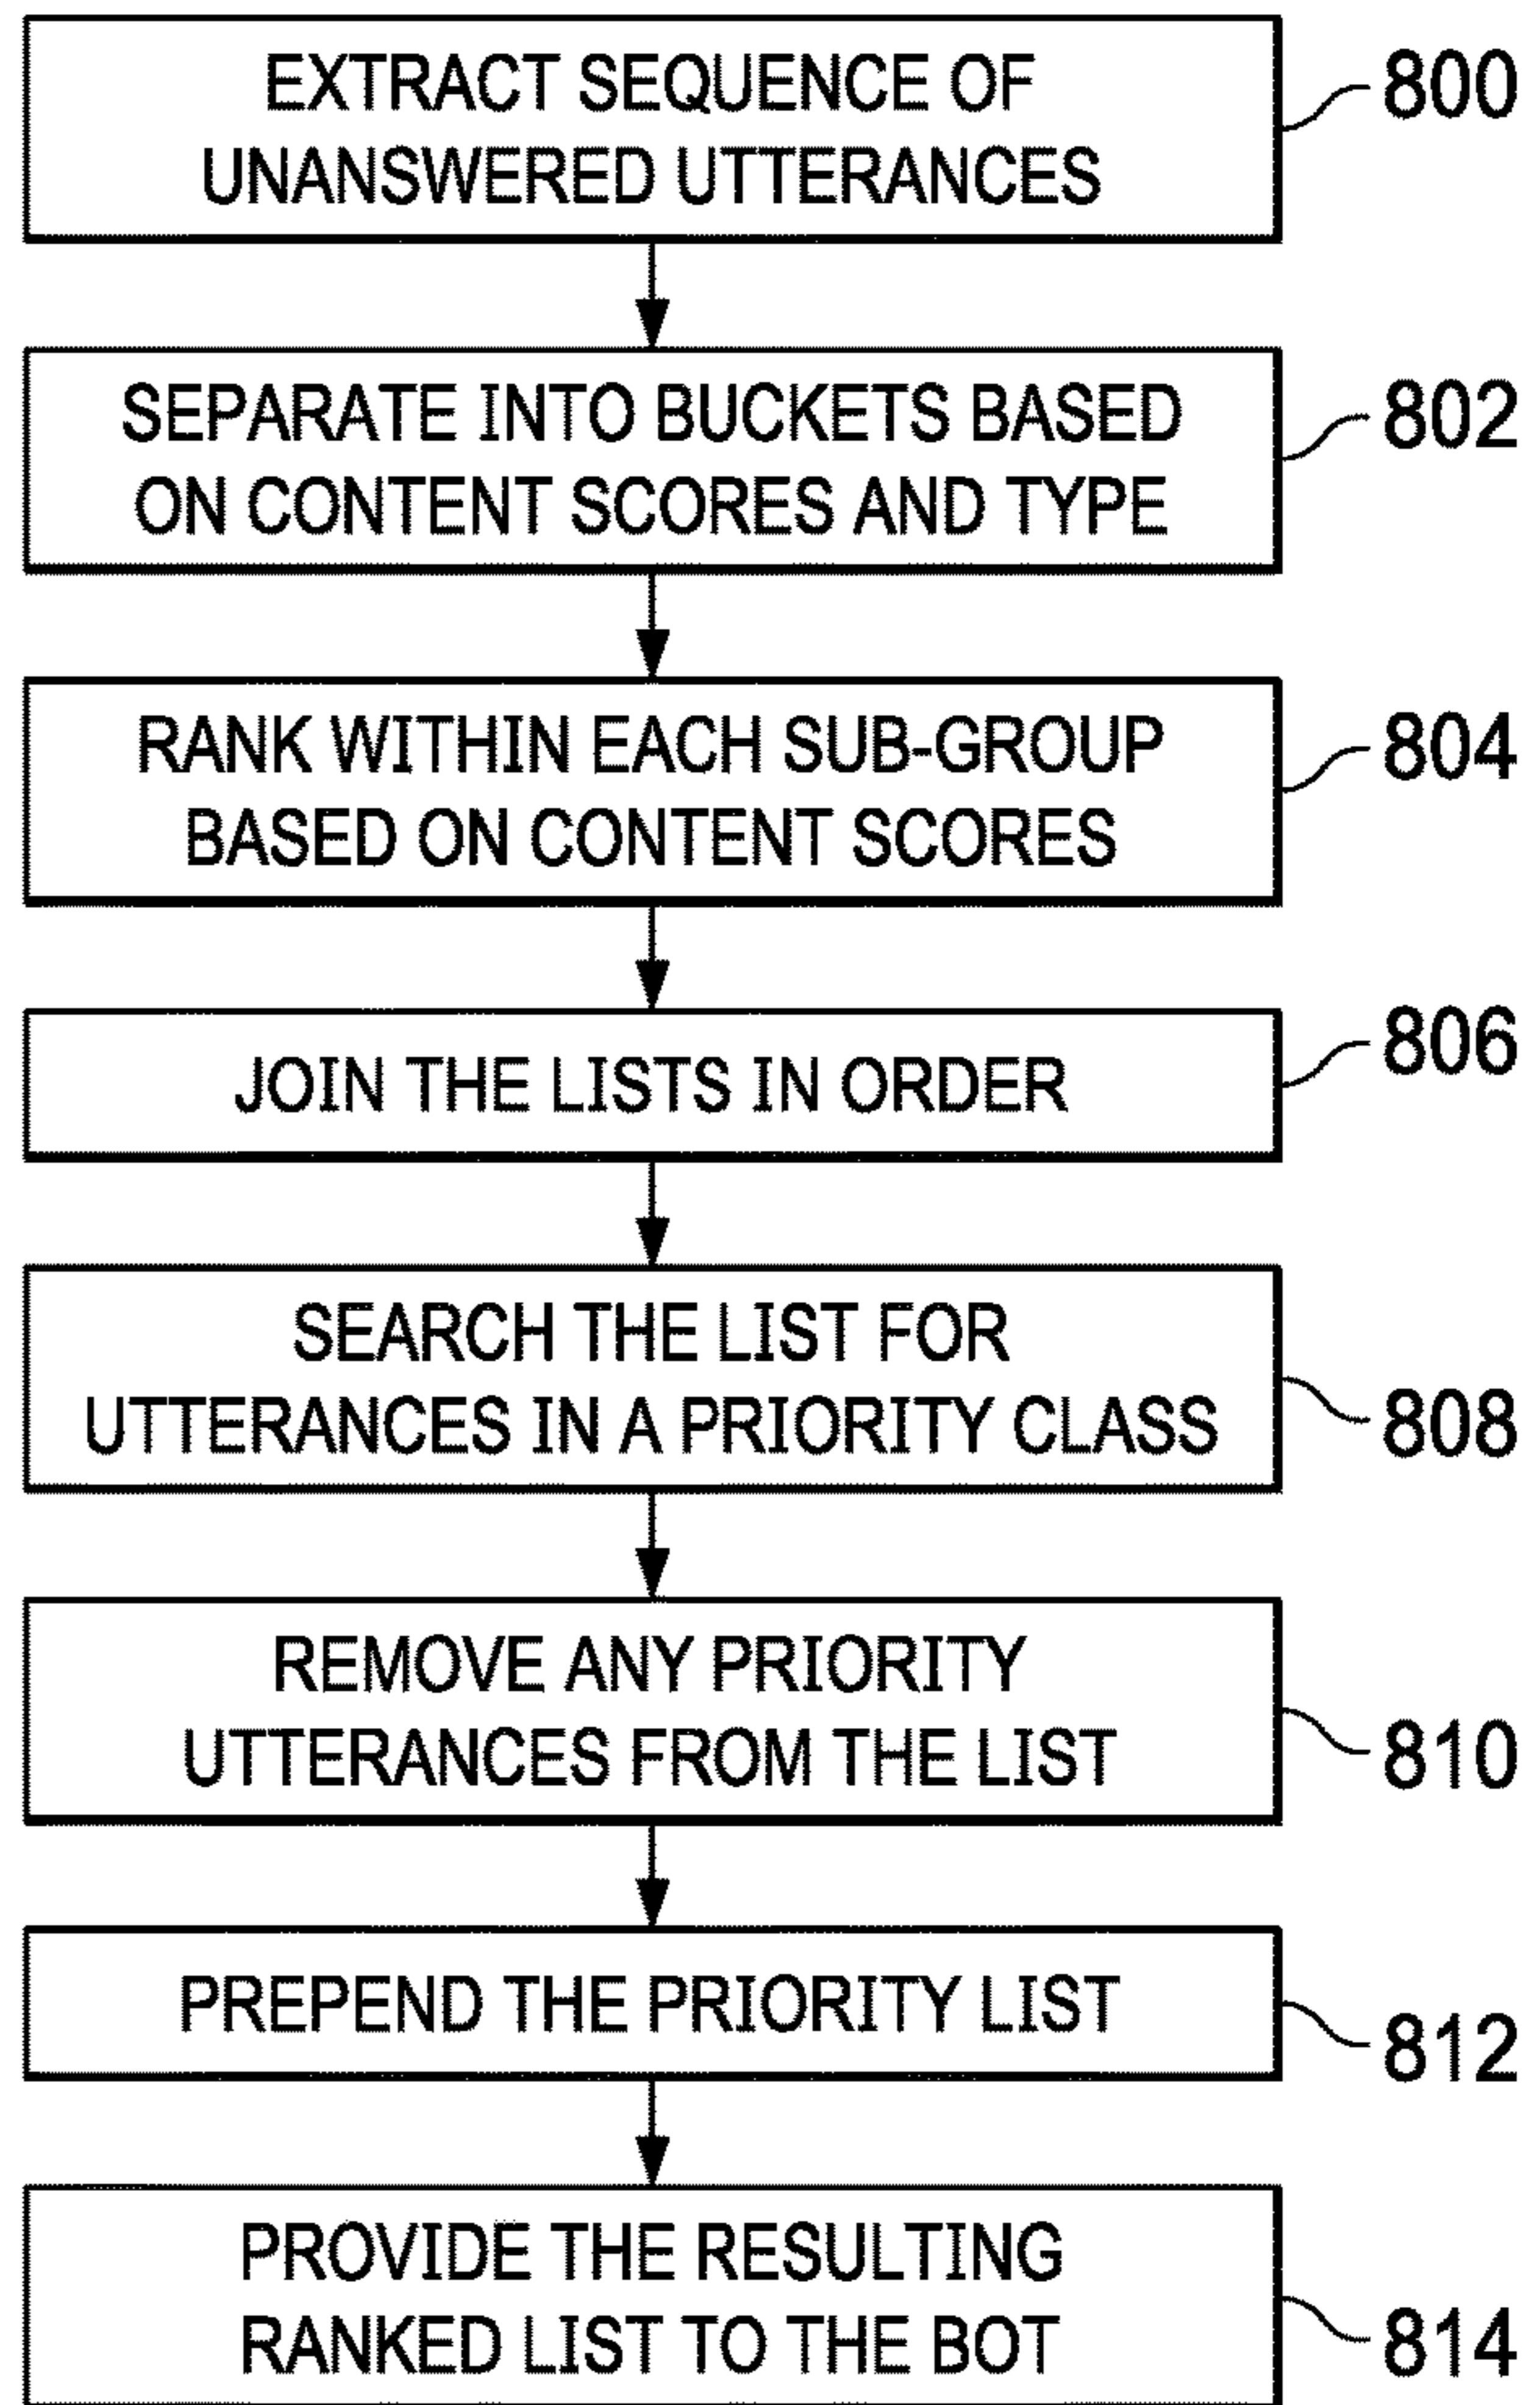 EXTRACT SEQUENCE OF
UNANSWERED UTTERANCES
800
SEPARATE INTO BUCKETS BASED
ON CONTENT SCORES AND TYPE
802
RANK WITHIN EACH SUB-GROUP
BASED ON CONTENT SCORES
804
JOIN THE LISTS IN ORDER
806
SEARCH THE LIST FOR
UTTERANCES IN A PRIORITY CLASS
808
REMOVE ANY PRIORITY
UTTERANCES FROM THE LIST
810
PREPEND THE PRIORITY LIST
812
PROVIDE THE RESULTING
RANKED LIST TO THE BOT
814